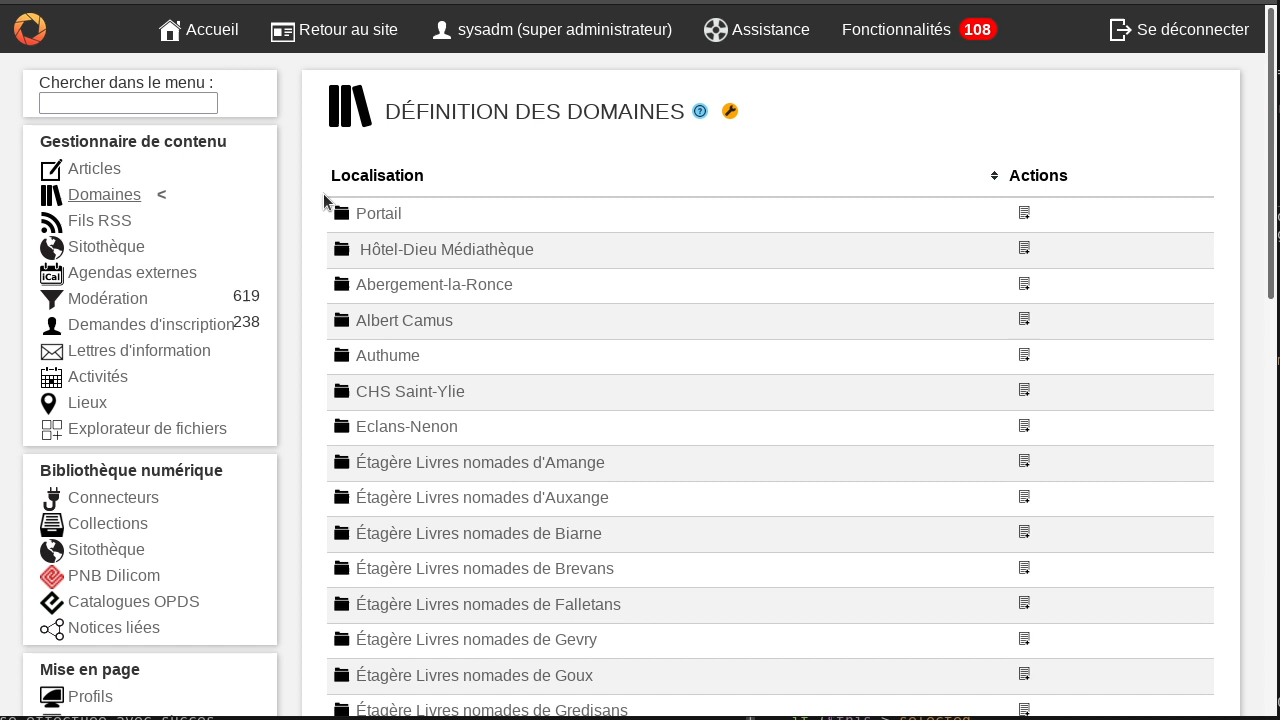 Accueil
Retour au site
sysadm (super administrateur)
Assistance
Fonctionnalités 108
Se déconnecter
Chercher dans le menu :
Gestionnaire de contenu
Articles
Domaines <
Fils RSS
Sitothèque
iCal Agendas externes
Modération 619
Demandes d'inscription 238
Lettres d'information
Activités
Lieux
Explorateur de fichiers
Bibliothèque numérique
Connecteurs
Collections
Sitothèque
PNB Dilicom
Catalogues OPDS
Notices liées
Mise en page
Profils
DÉFINITION DES DOMAINES
Localisation Actions
Portail
Hôtel-Dieu Médiathèque
Abergement-la-Ronce
Albert Camus
Authume
CHS Saint-Ylie
Eclans-Nenon
Étagère Livres nomades d'Amange
Étagère Livres nomades d'Auxange
Étagère Livres nomades de Biarne
Étagère Livres nomades de Brevans
Étagère Livres nomades de Falletans
Étagère Livres nomades de Gevry
Étagère Livres nomades de Goux
Étagère Livres nomades de Gredisans